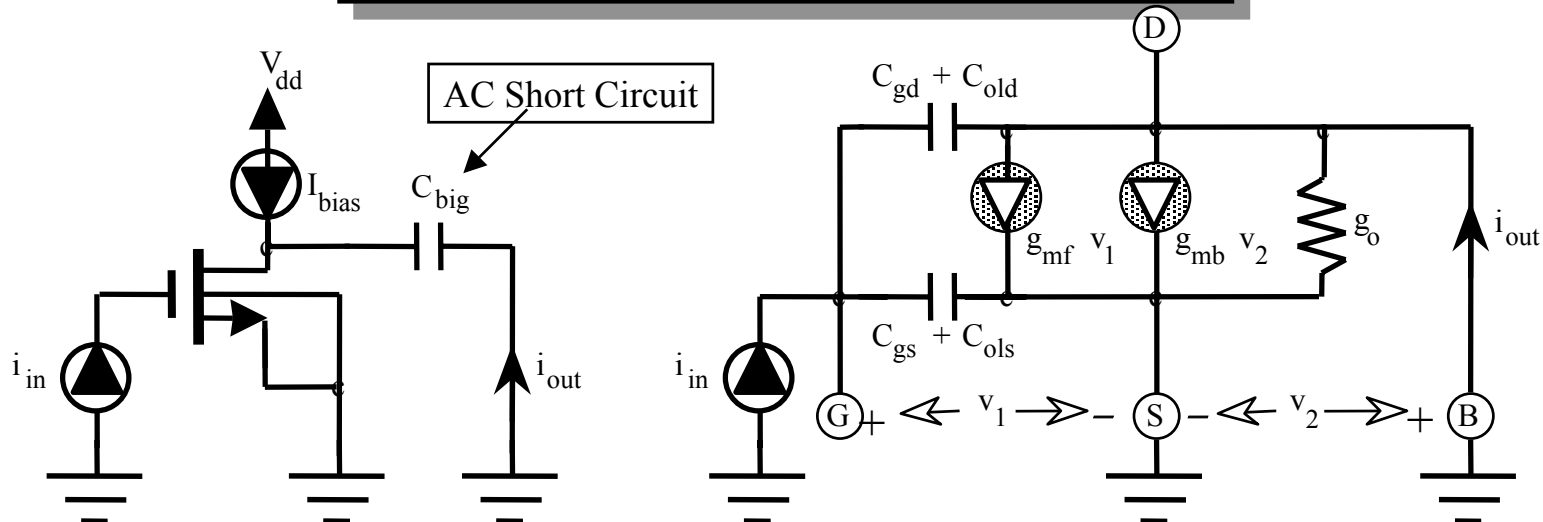 V dd
AC Short Circuit
I bias
C big
i in
i out
D
C gd + C old
g mf v 1
g mb v 2
g o
i out
C gs + C ols
i in
G + v 1 − S − v 2 + B